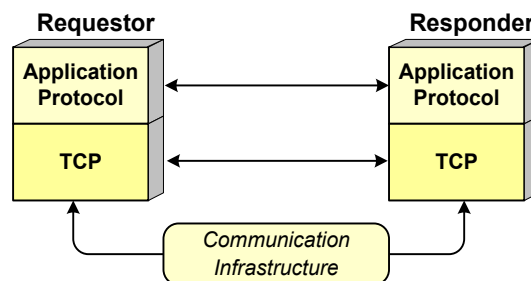 Requestor
Responder
Application
Protocol
Application
Protocol
TCP
TCP
Communication
Infrastructure